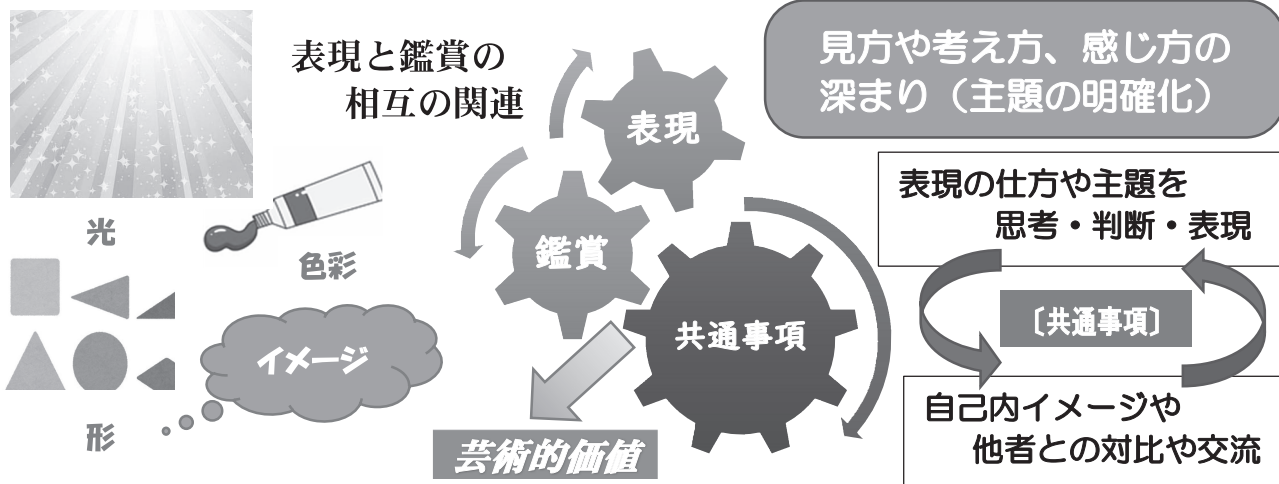 表現と鑑賞の
相互の関連
光
色彩
イメージ
形
表現
鑑賞
共通事項
芸術的価値
見方や考え方、感じ方の
深まり（主題の明確化）
表現の仕方や主題を
思考・判断・表現
〔共通事項〕
自己内イメージや
他者との対比や交流